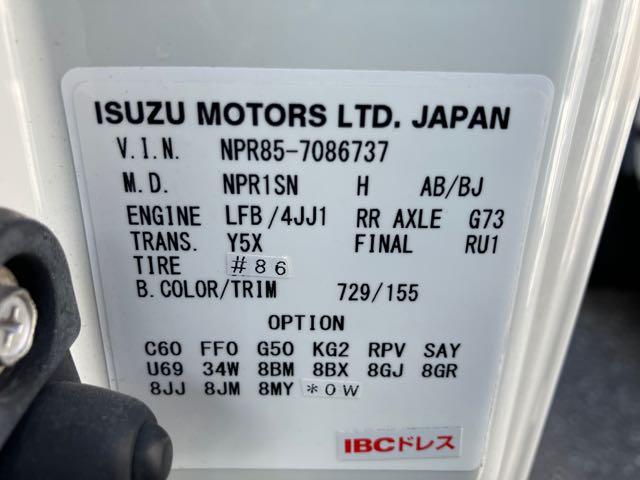 ISUZU MOTORS LTD. JAPAN
V.I.N. NPR85-7086737
M.D. NPR1SN H AB/BJ
ENGINE LFB/4JJ1 RR AXLE G73
TRANS. Y5X FINAL RU1
TIRE #86
B.COLOR/TRIM 729/155
OPTION
C60 FF0 G50 KG2 RPV SAY
U69 34W 8BM 8BX 8GJ 8GR
8JJ 8JM 8MY *0W
IBCドレス